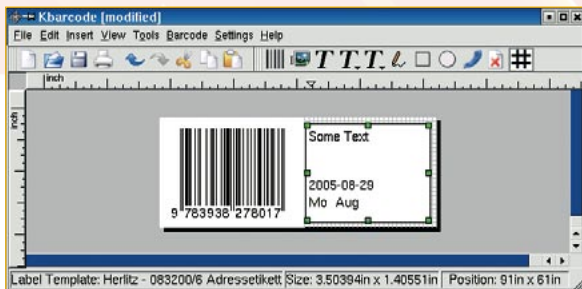 Kbarcode [modified]
File Edit Insert View Tools Barcode Settings Help
T T.T.
inch
inch
Some Text
2005-08-29
Mo Aug
9 783938 278017
Label Template: Herlitz - 083200/6 Adressetikett Size: 3.50394in x 1.40551in Position: 91in x 61in